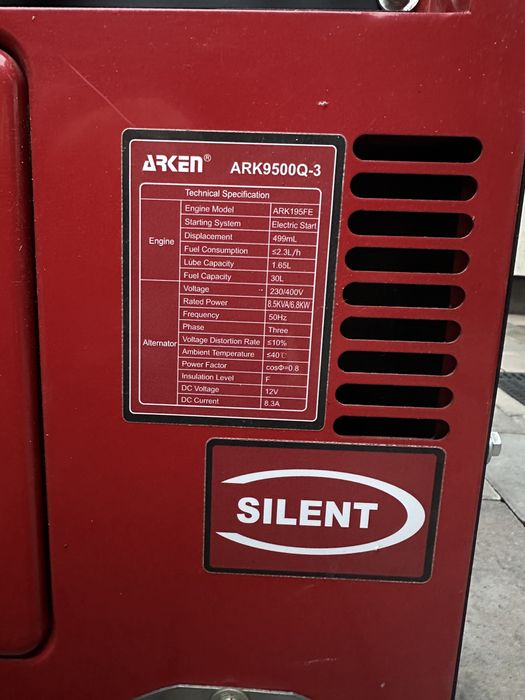 ARKEN® ARK9500Q-3
Technical Specification
Engine
Engine Model ARK195FE
Starting System Electric Start
Displacement 499mL
Fuel Consumption ≤2.3L/h
Lube Capacity 1.65L
Fuel Capacity 30L
Alternator
Voltage 230/400V
Rated Power 8.5KVA/6.8KW
Frequency 50Hz
Phase Three
Voltage Distortion Rate ≤10%
Ambient Temperature ≤40℃
Power Factor cosΦ=0.8
Insulation Level F
DC Voltage 12V
DC Current 8.3A
SILENT